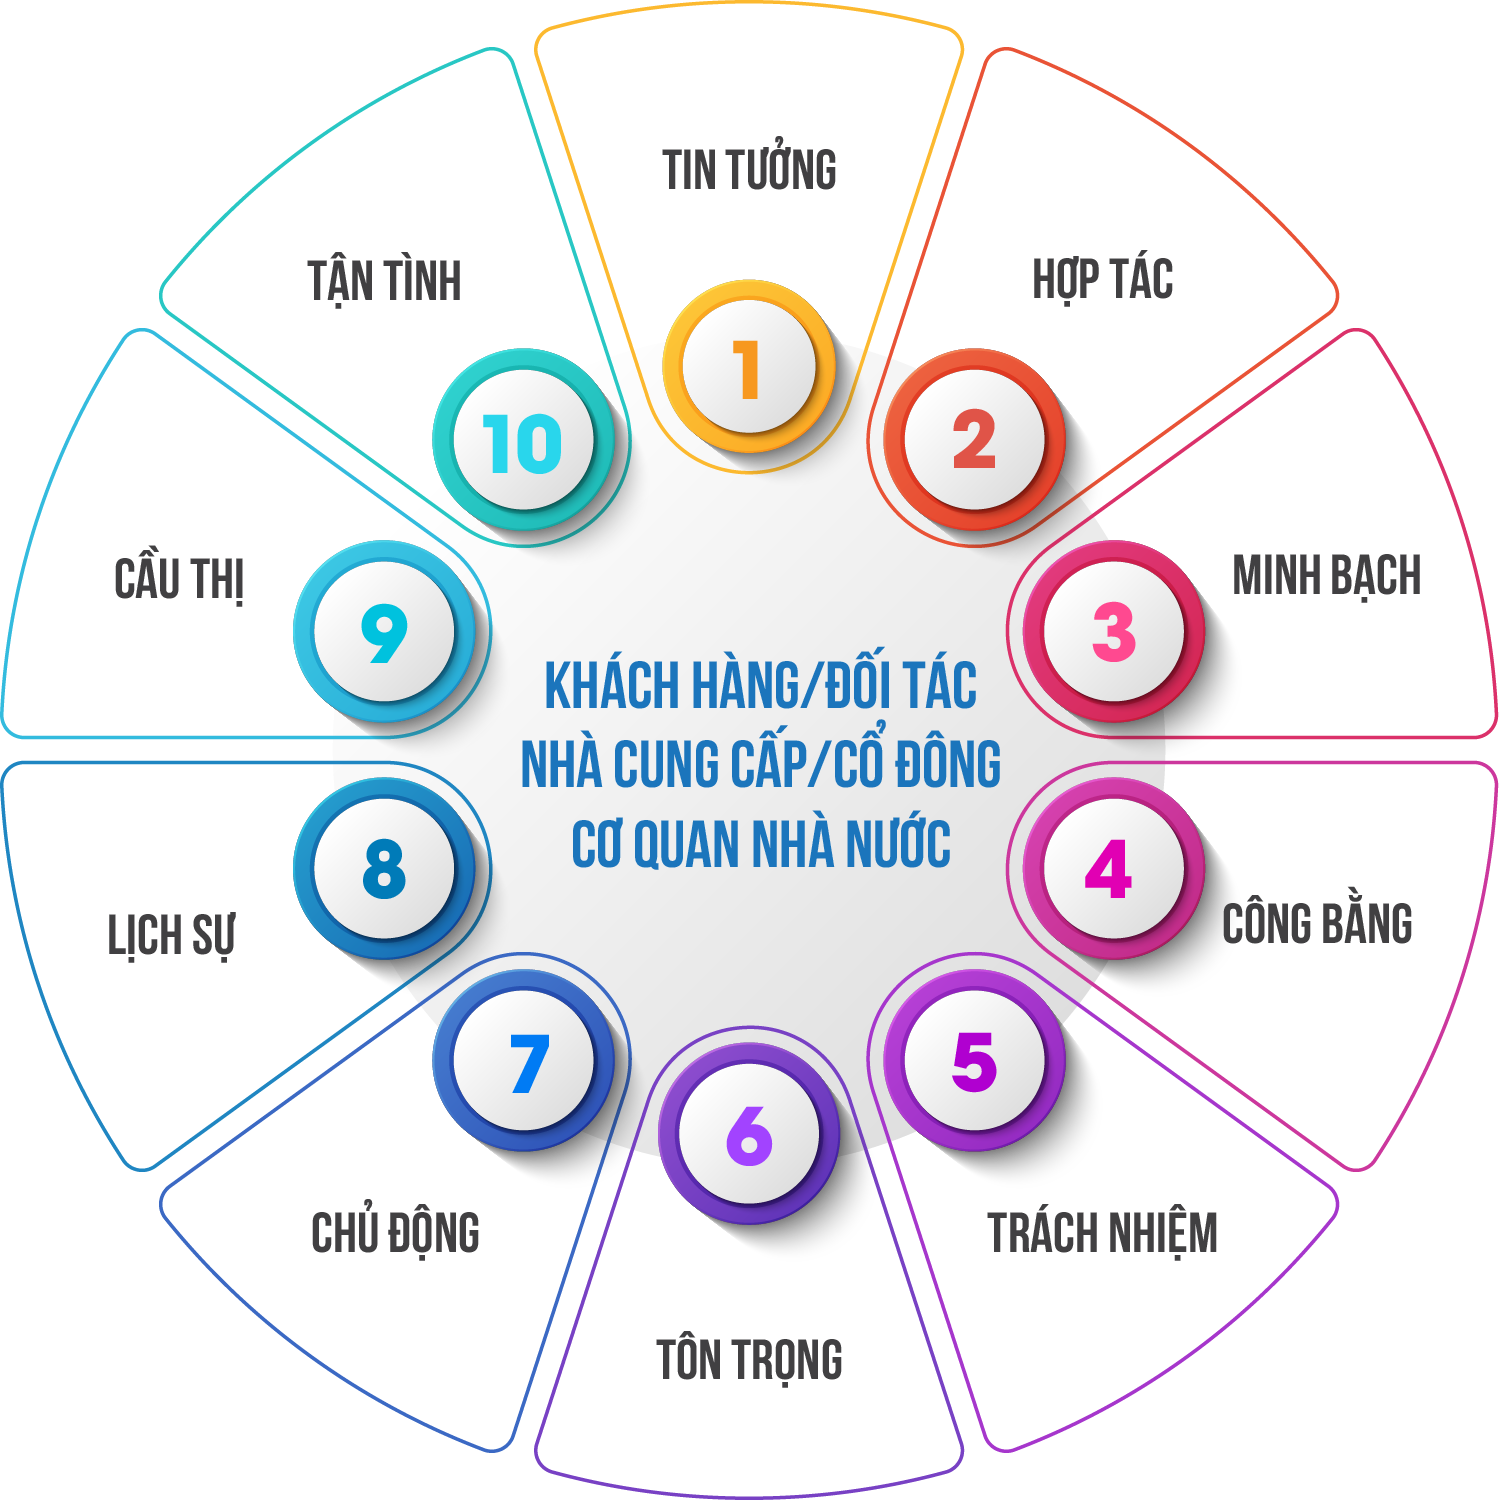 TIN TƯỞNG
1
HỢP TÁC
2
MINH BẠCH
3
CÔNG BẰNG
4
TRÁCH NHIỆM
5
TÔN TRỌNG
6
CHỦ ĐỘNG
7
LỊCH SỰ
8
CẦU THỊ
9
TẬN TÌNH
10
KHÁCH HÀNG/ĐỐI TÁC
NHÀ CUNG CẤP/CỔ ĐÔNG
CƠ QUAN NHÀ NƯỚC